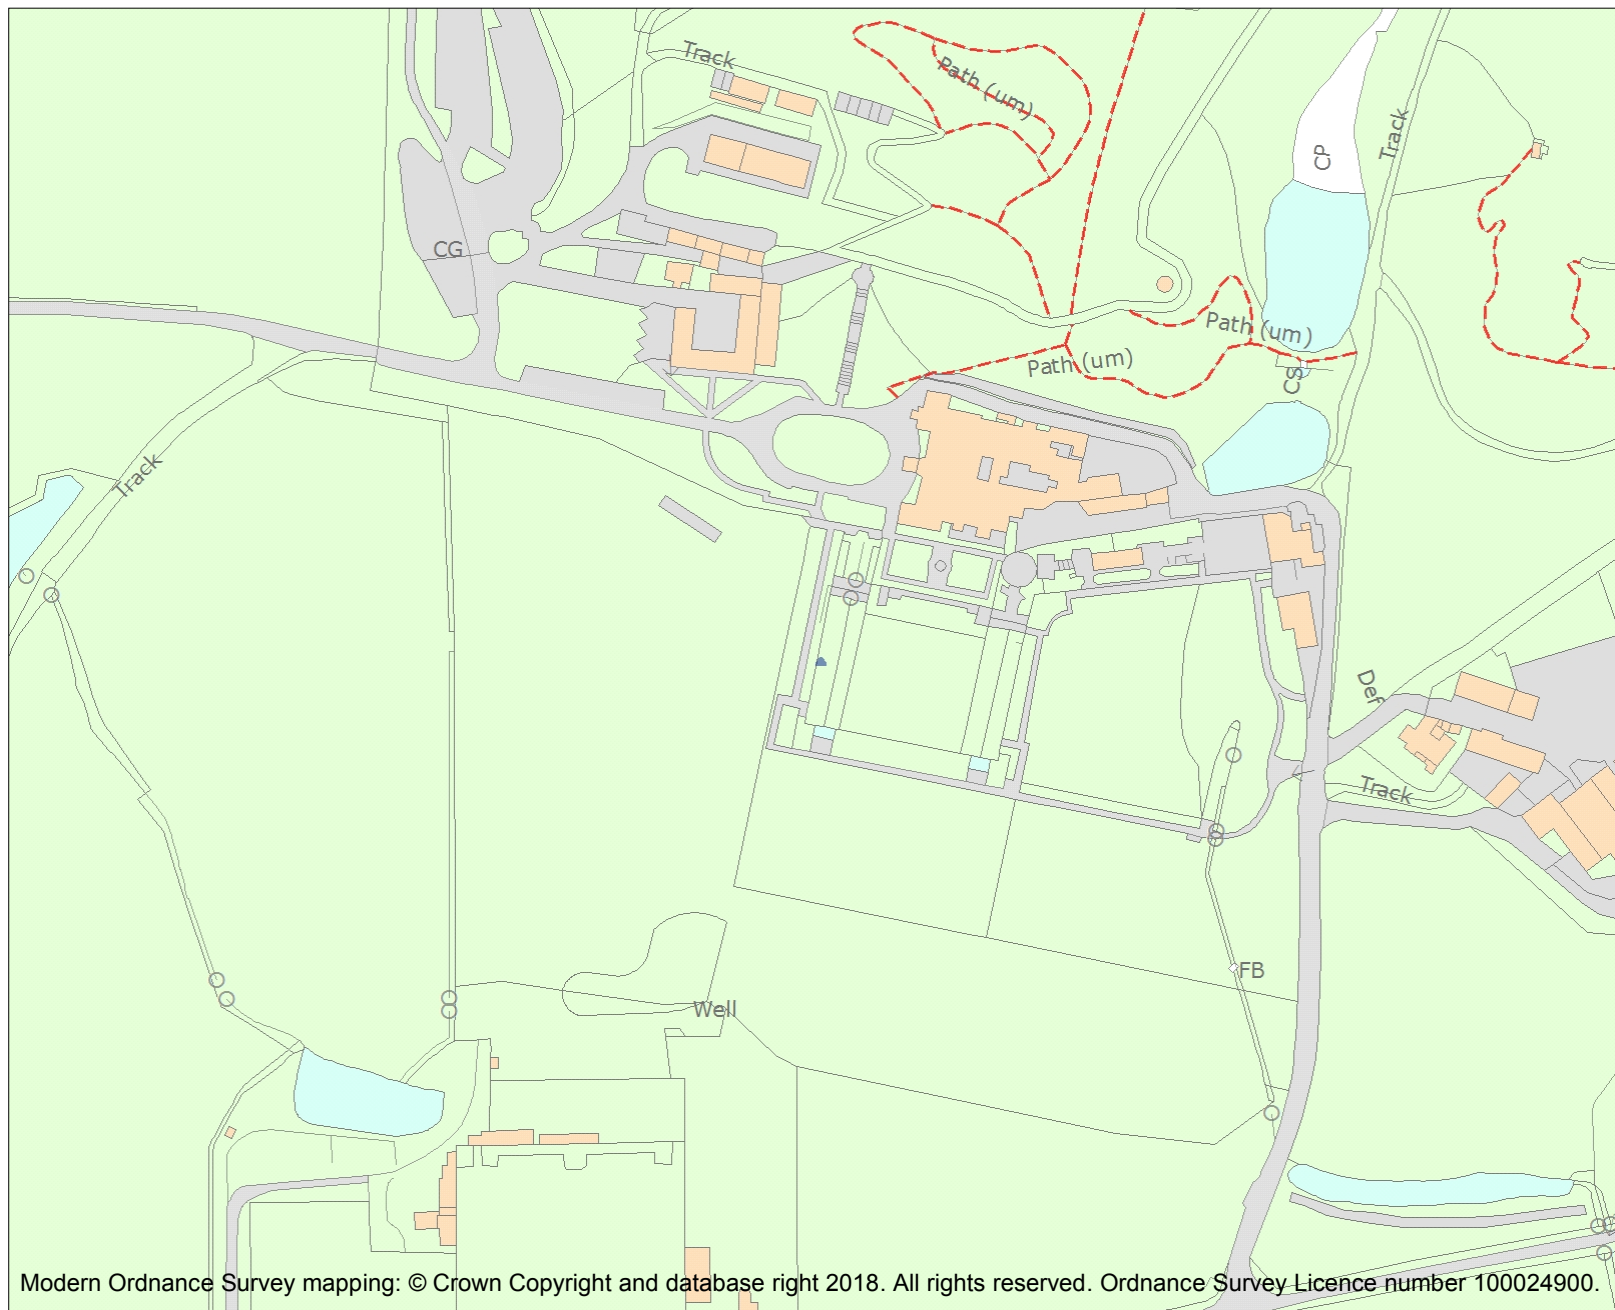 Track
Path (um)
CP
Track
CG
Path (um)
Path (um)
CS
Track
Def
Track
FB
Well
Modern Ordnance Survey mapping: © Crown Copyright and database right 2018. All rights reserved. Ordnance Survey Licence number 100024900.